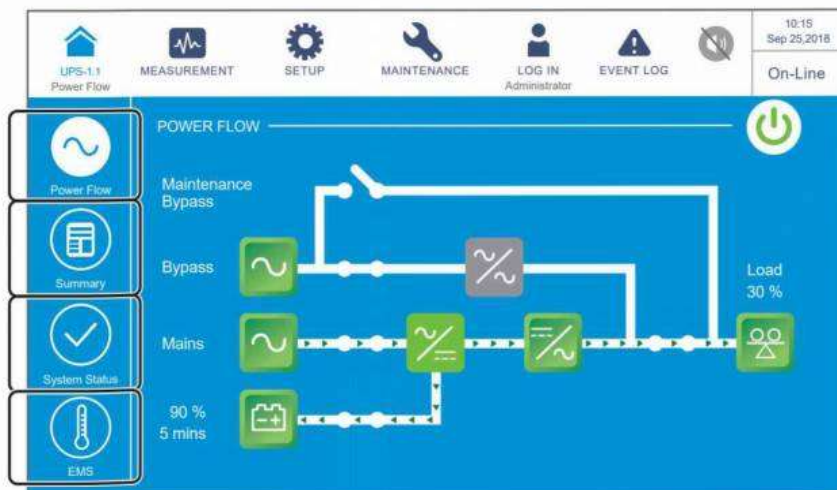 10:15
Sep 25,2018
UPS-1.1
MEASUREMENT
SETUP
MAINTENANCE
LOG IN
EVENT LOG
On-Line
Power Flow
Administrator
POWER FLOW
Power Flow
Maintenance
Bypass
Summary
Bypass
Load
30 %
Mains
System Status
90 %
5 mins
EMS